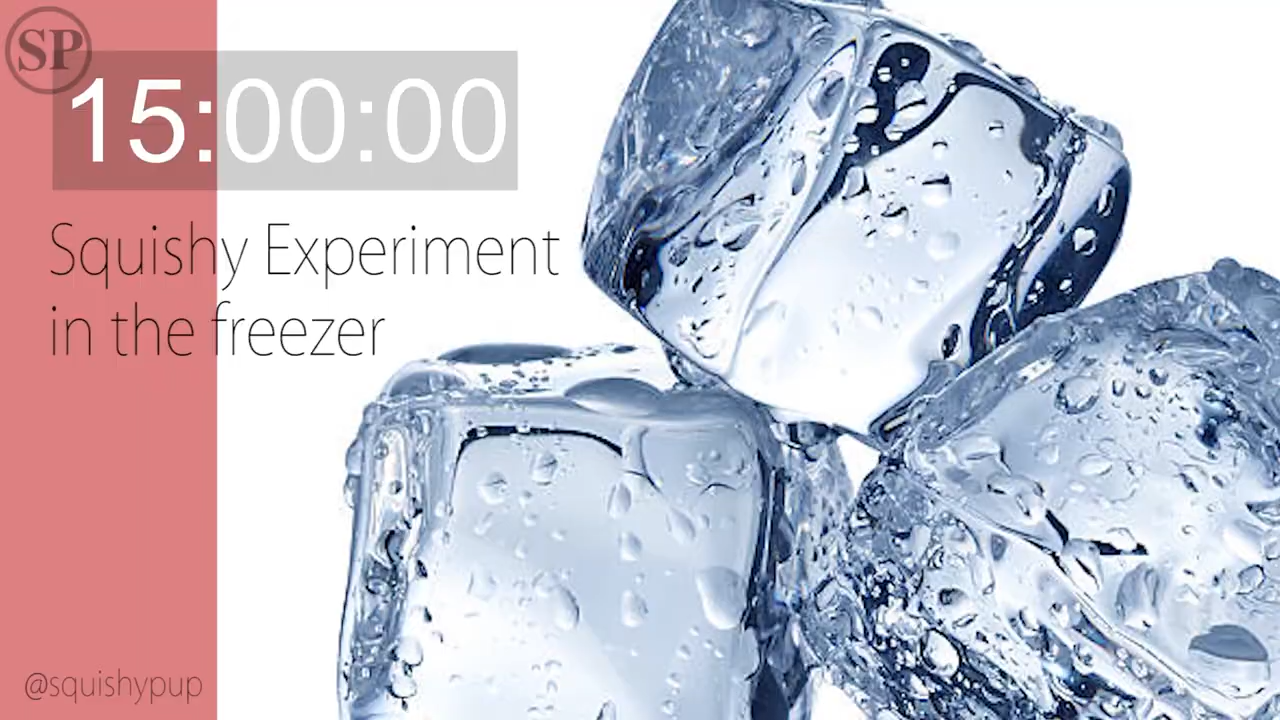 SP
15:00:00
Squishy Experiment
in the freezer
@squishypup